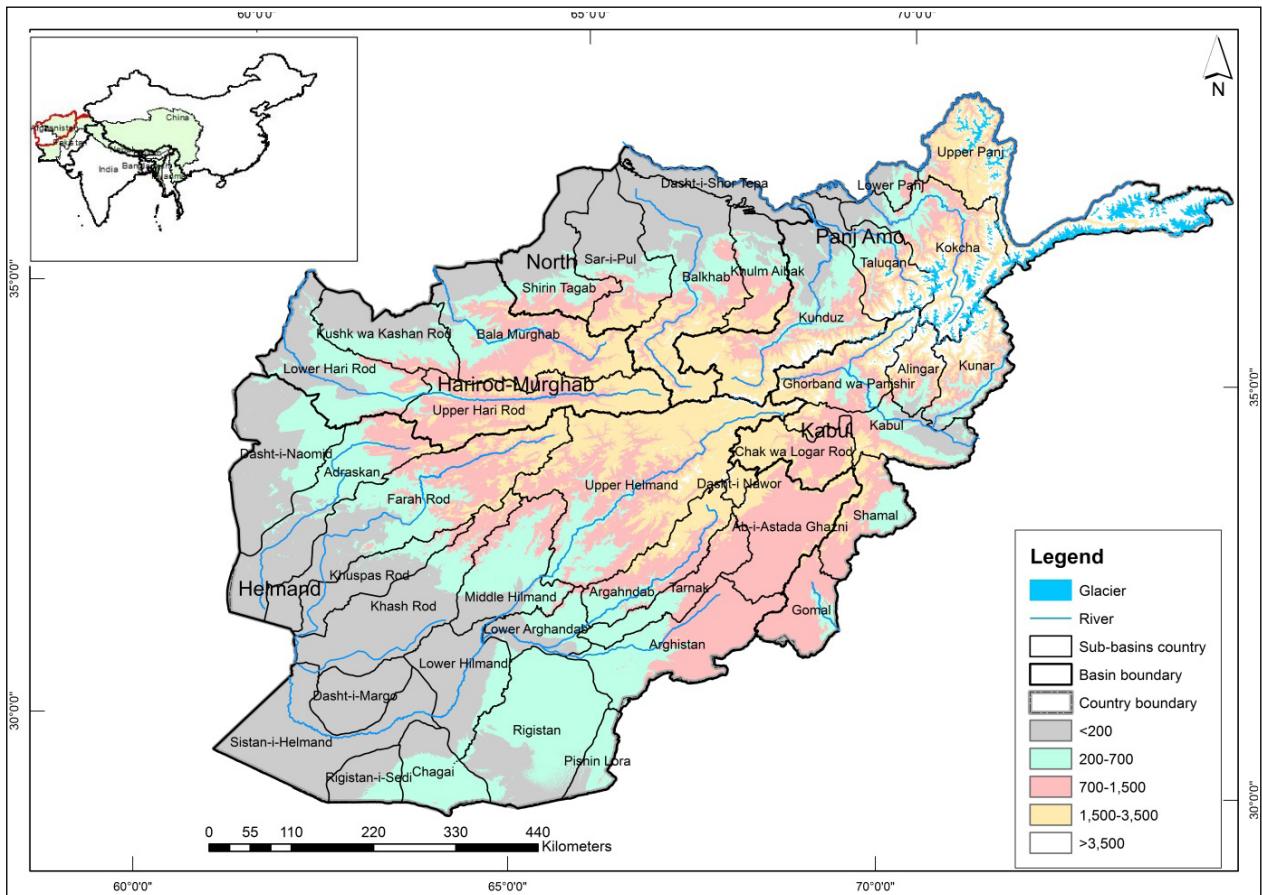 60°0'0"
65°0'0"
70°0'0"
N
China
Afghanistan
India
Upper Panj
Dasht-i-Shor Tepa
Lower Panj
Panj Amo
Kokcha
North
Sar-i-Pul
Taluqan
Balkhab
Khulm Aibak
35°0'0"
Shirin Tagab
Kunduz
Kushk wa Kashan Rod
Bala Murghab
Lower Hari Rod
Alingar
Kunar
Harirod-Murghab
Ghorband wa Panjshir
35°0'0"
Upper Hari Rod
Kabul
Kabul
Dasht-i-Naomid
Chak wa Logar Rod
Adraskan
Farah Rod
Upper Helmand
Dasht-i Nawor
Shamal
Ab-i-Astada Ghazni
Khuspas Rod
Helmand
Khash Rod
Middle Hilmand
Argahndab
Tarnak
Gomal
Lower Arghandab
Arghistan
Lower Hilmand
Dasht-i-Margo
30°0'0"
Sistan-i-Helmand
Rigistan
Pishin Lora
Rigistan-i-Sedi
Chagai
30°0'0"
Legend
Glacier
River
Sub-basins country
Basin boundary
Country boundary
<200
200-700
700-1,500
1,500-3,500
>3,500
0 55 110 220 330 440
Kilometers
60°0'0"
65°0'0"
70°0'0"